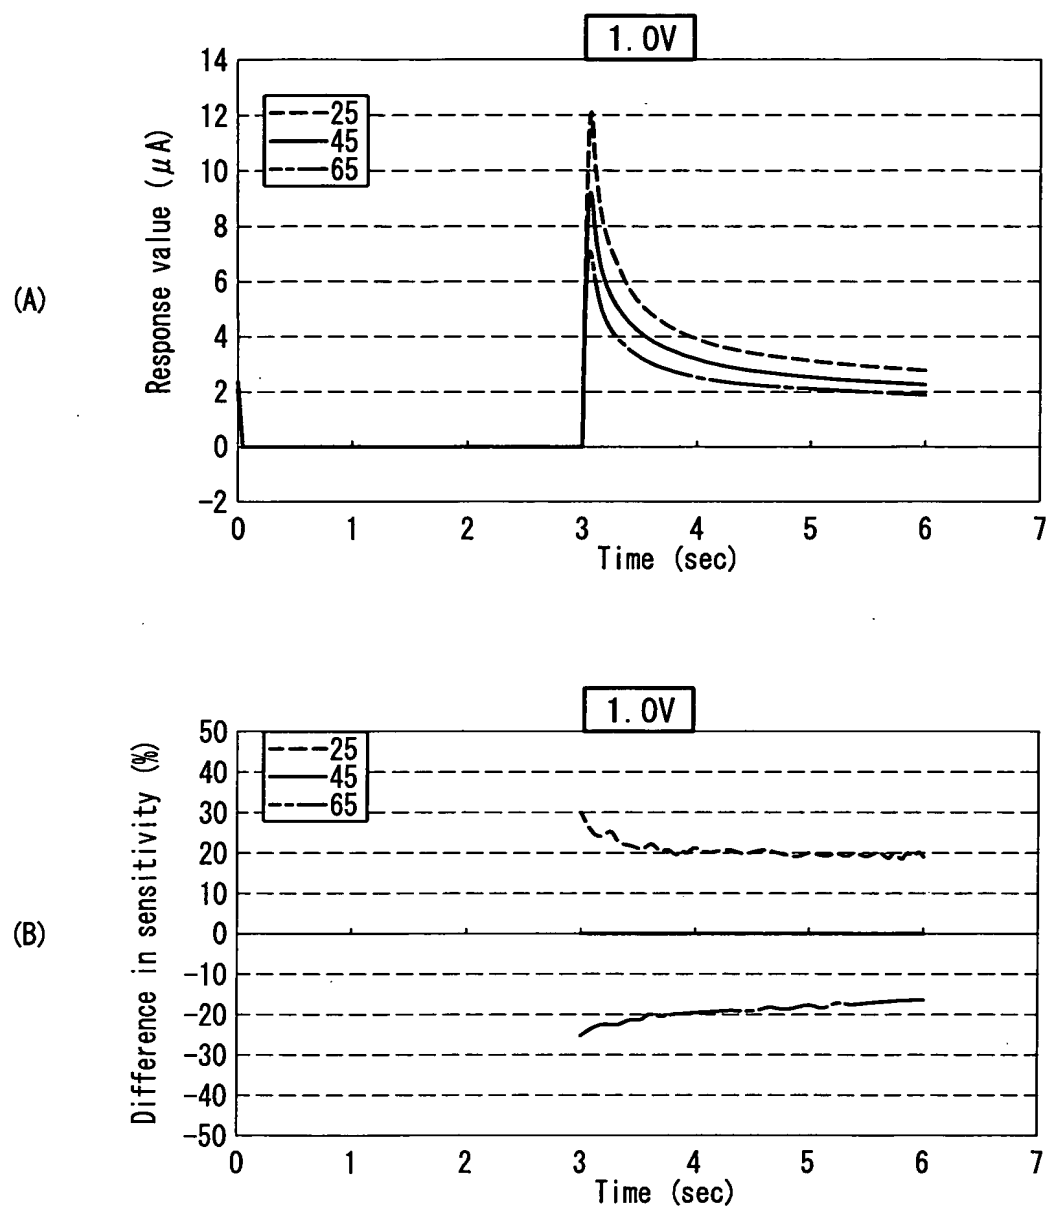 (A)
1.0V
Response value (μA)
14
12
10
8
6
4
2
0
-2
25
45
65
0 1 2 3 4 5 6 7
Time (sec)
(B)
1.0V
Difference in sensitivity (%)
50
40
30
20
10
0
-10
-20
-30
-40
-50
25
45
65
0 1 2 3 4 5 6 7
Time (sec)